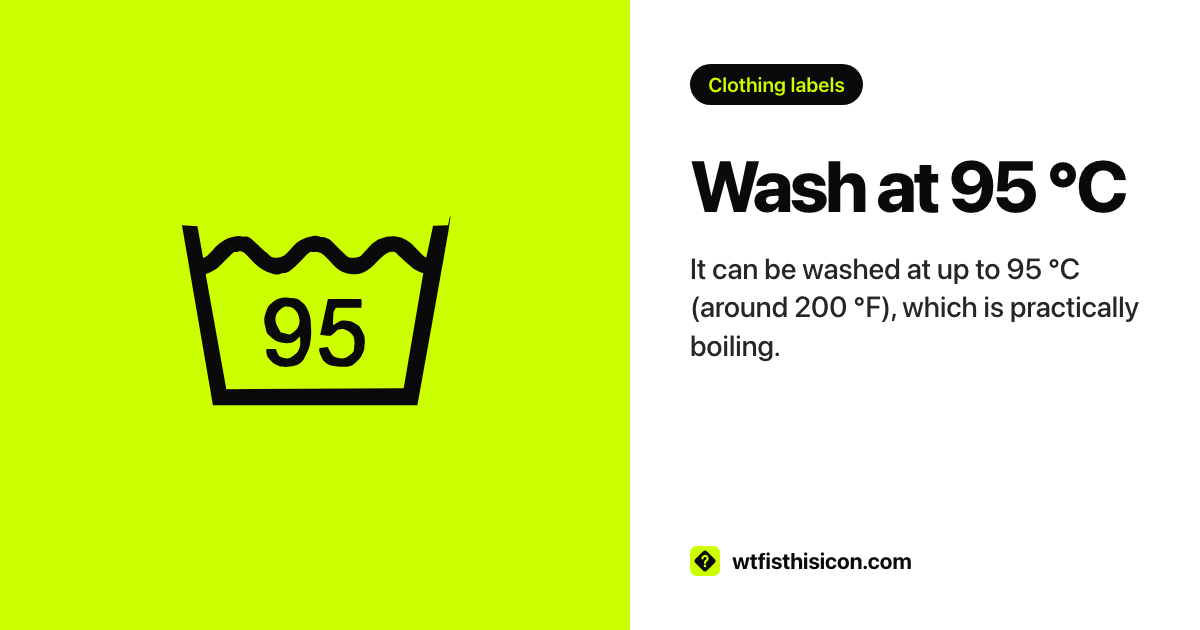 95
Clothing labels
Wash at 95 °C
It can be washed at up to 95 °C
(around 200 °F), which is practically
boiling.
?
wtfisthisicon.com